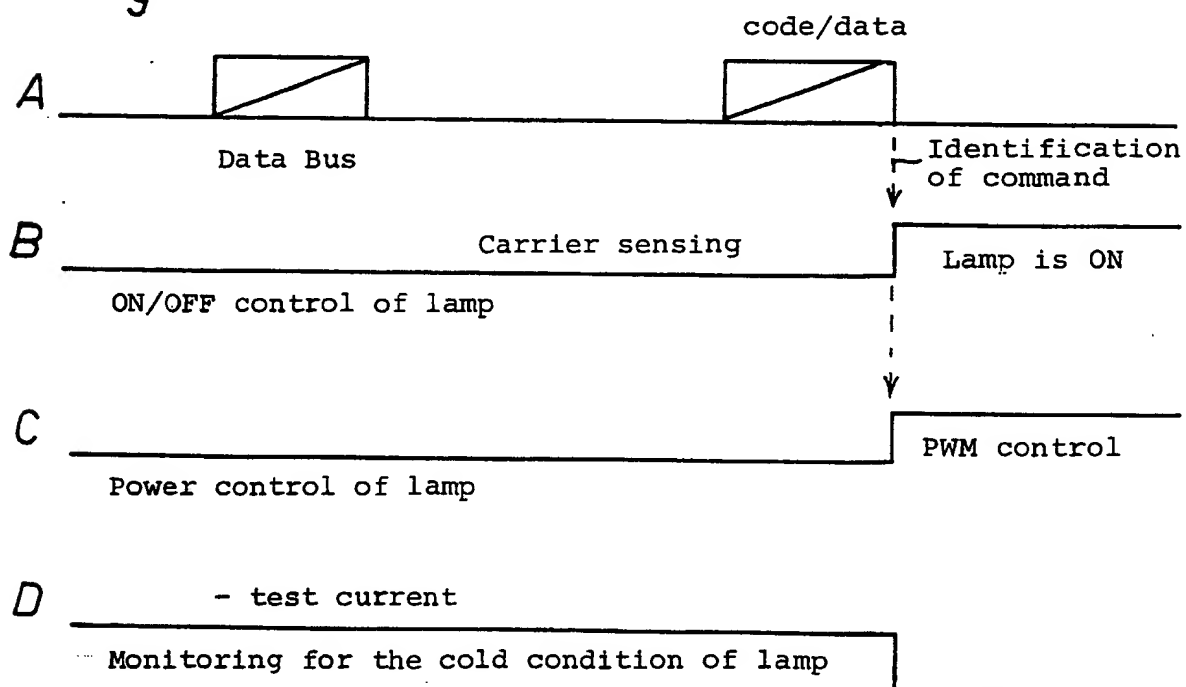 g
code/data
A
Data Bus
Identification
of command
B
Carrier sensing
Lamp is ON
ON/OFF control of lamp
C
PWM control
Power control of lamp
D
- test current
Monitoring for the cold condition of lamp